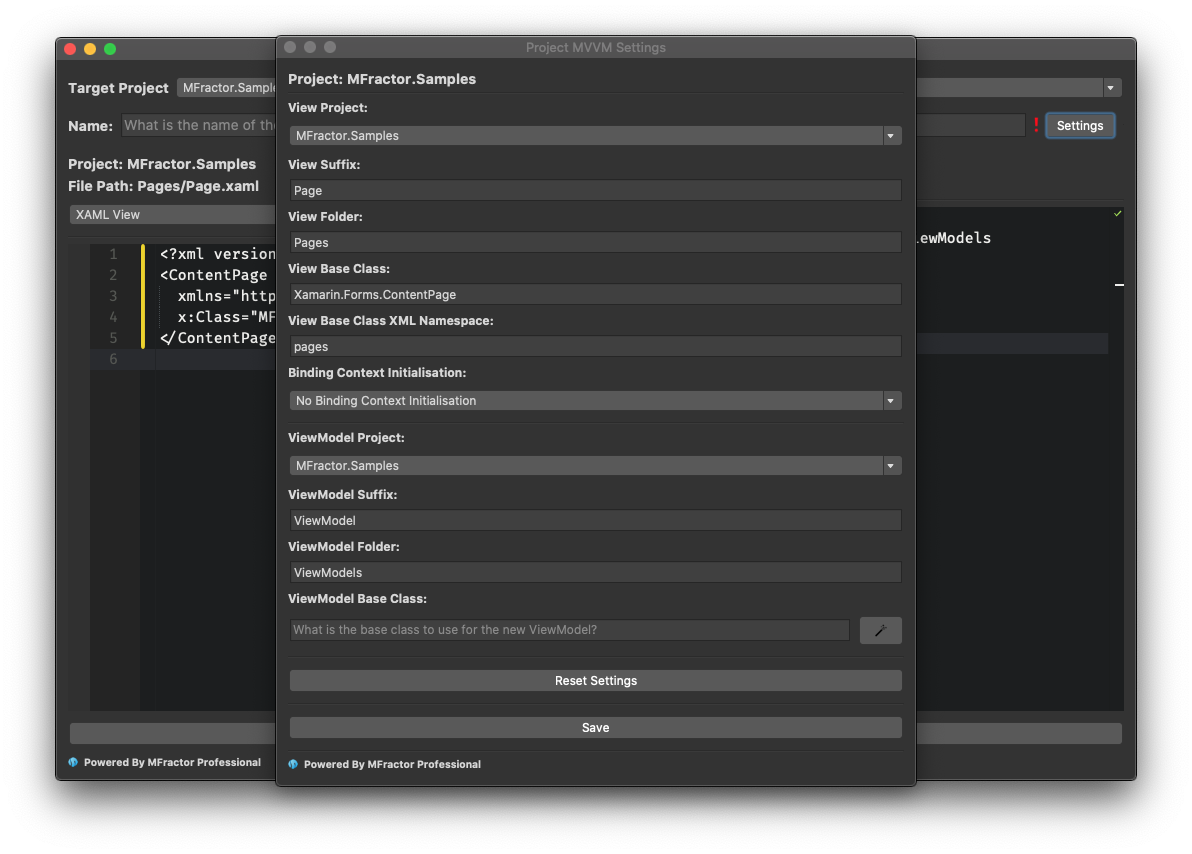 Project MVVM Settings
Target Project
MFractor.Sample
Name:
What is the name of the
!
Settings
Project: MFractor.Samples
File Path: Pages/Page.xaml
XAML View
1 <?xml version
2 <ContentPage
3 xmlns="http
4 x:Class="MF
5 </ContentPage
6
iewModels
Project: MFractor.Samples
View Project:
MFractor.Samples
View Suffix:
Page
View Folder:
Pages
View Base Class:
Xamarin.Forms.ContentPage
View Base Class XML Namespace:
pages
Binding Context Initialisation:
No Binding Context Initialisation
ViewModel Project:
MFractor.Samples
ViewModel Suffix:
ViewModel
ViewModel Folder:
ViewModels
ViewModel Base Class:
What is the base class to use for the new ViewModel?
Reset Settings
Save
Powered By MFractor Professional
Powered By MFractor Professional